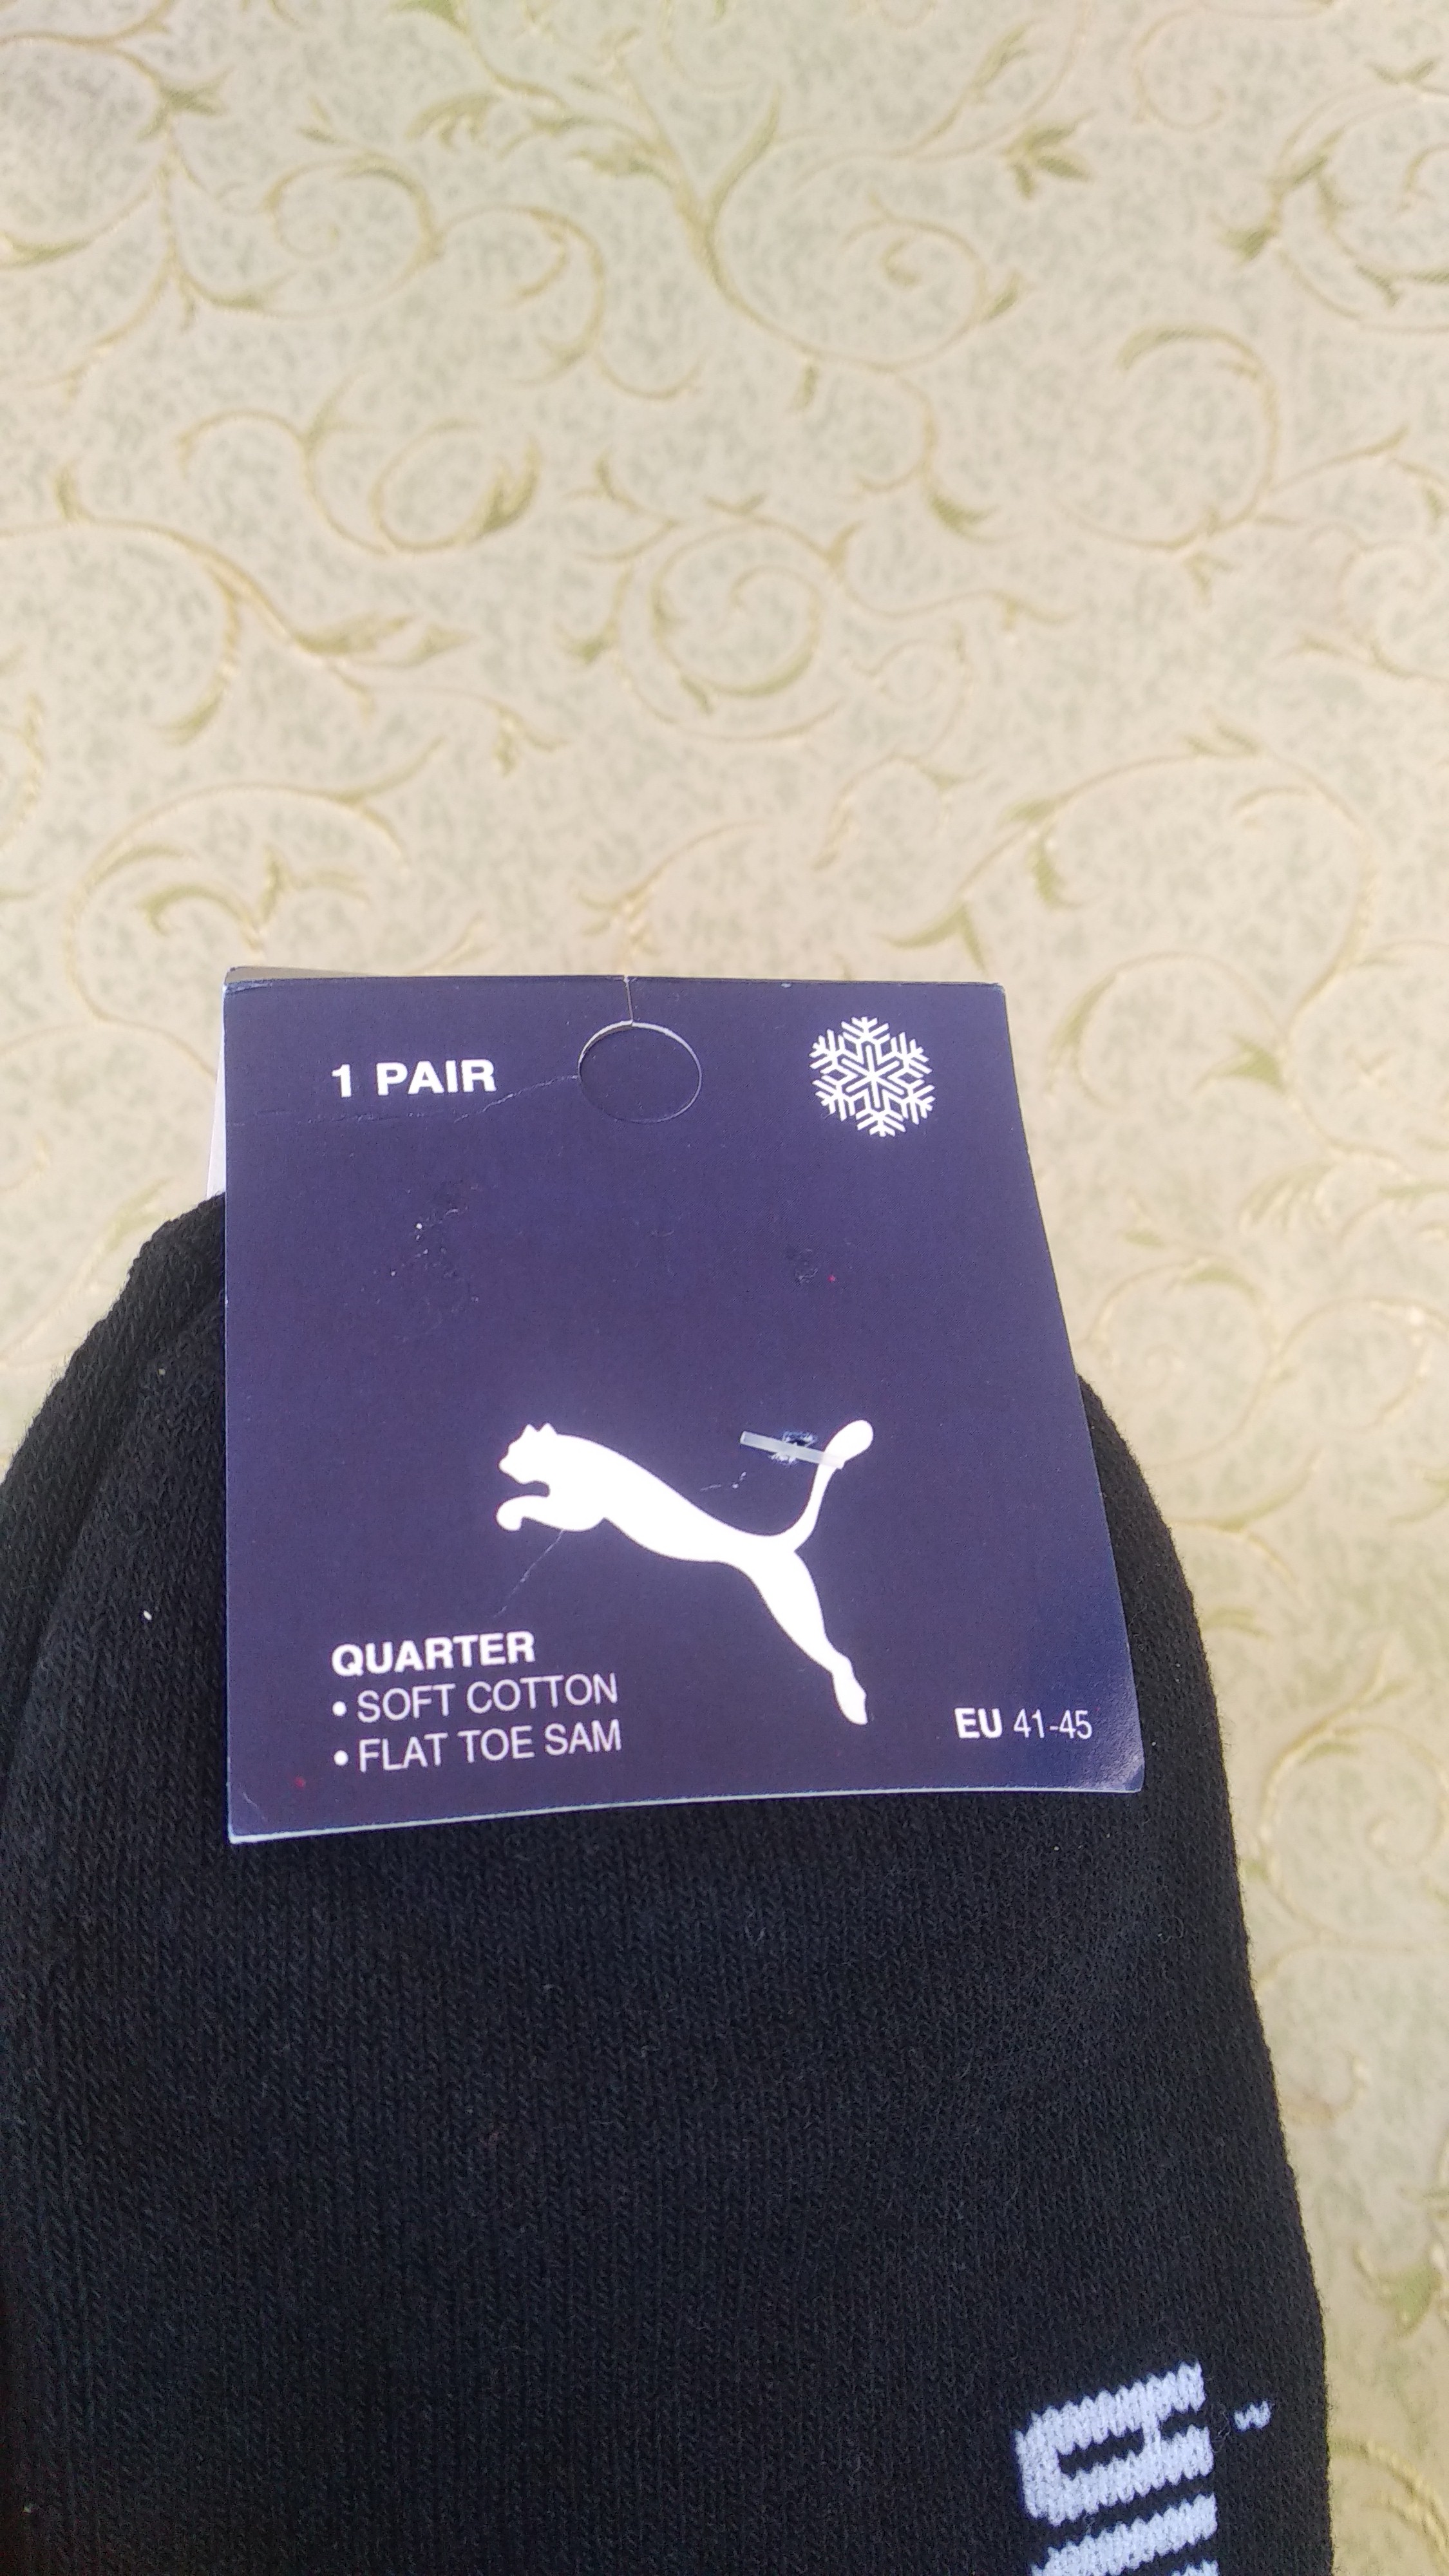 1 PAIR
QUARTER
• SOFT COTTON
• FLAT TOE SAM
EU 41-45